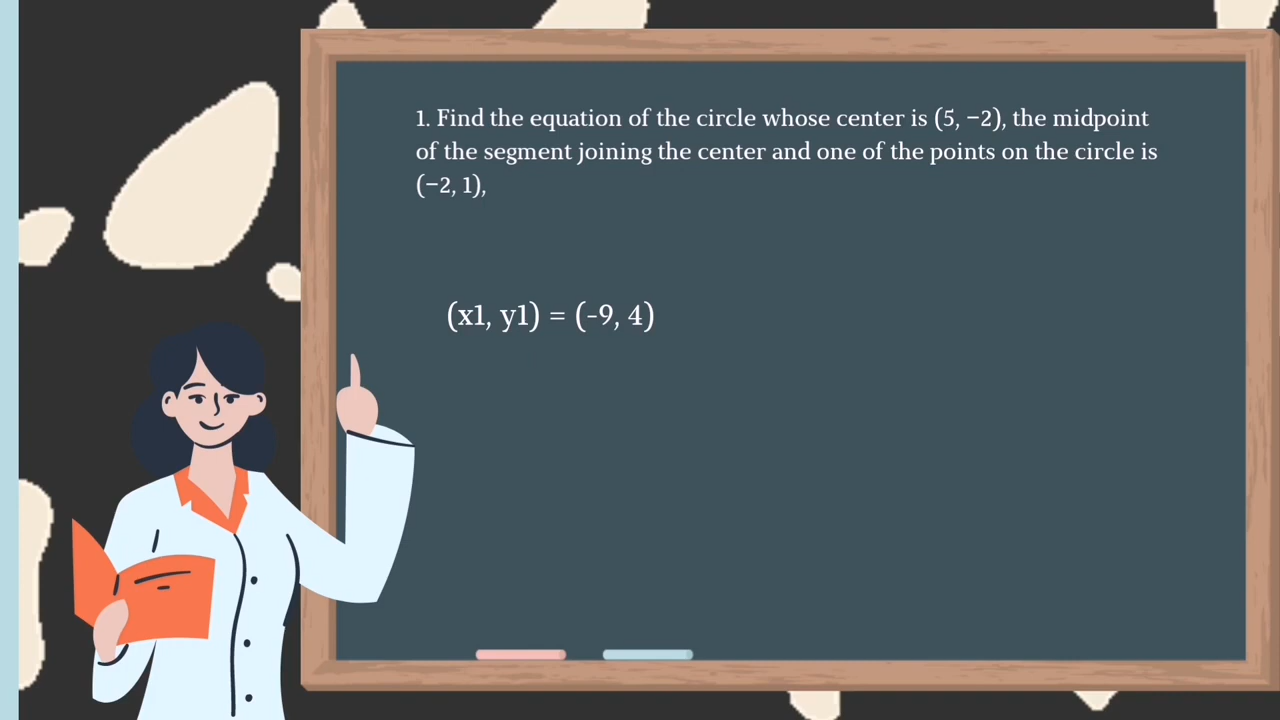 1. Find the equation of the circle whose center is (5, −2), the midpoint
of the segment joining the center and one of the points on the circle is
(−2, 1),
(x1, y1) = (-9, 4)